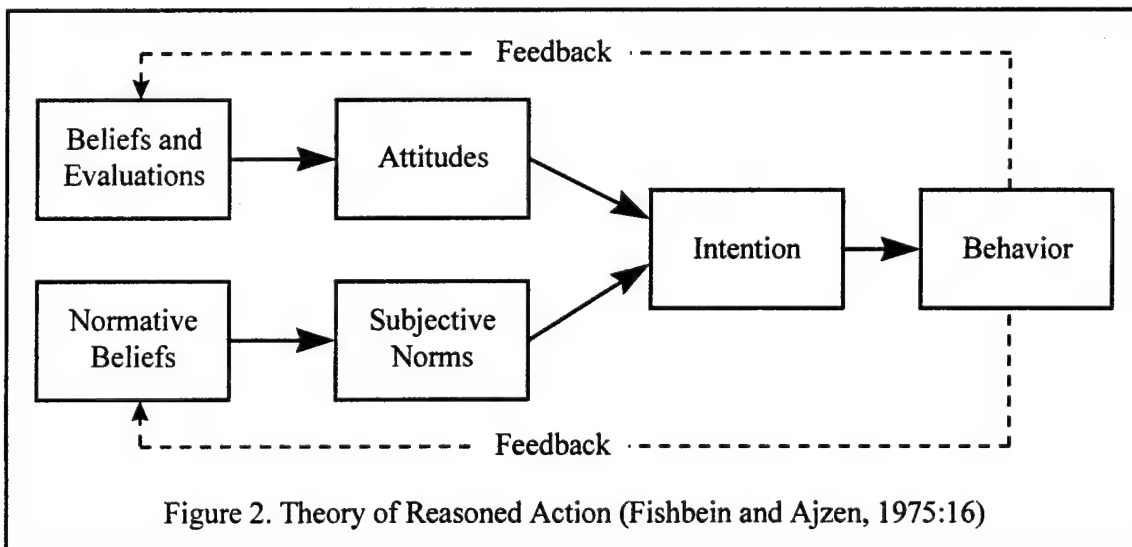 Feedback
Beliefs and
Evaluations
Attitudes
Intention
Behavior
Normative
Beliefs
Subjective
Norms
Feedback
Figure 2. Theory of Reasoned Action (Fishbein and Ajzen, 1975:16)